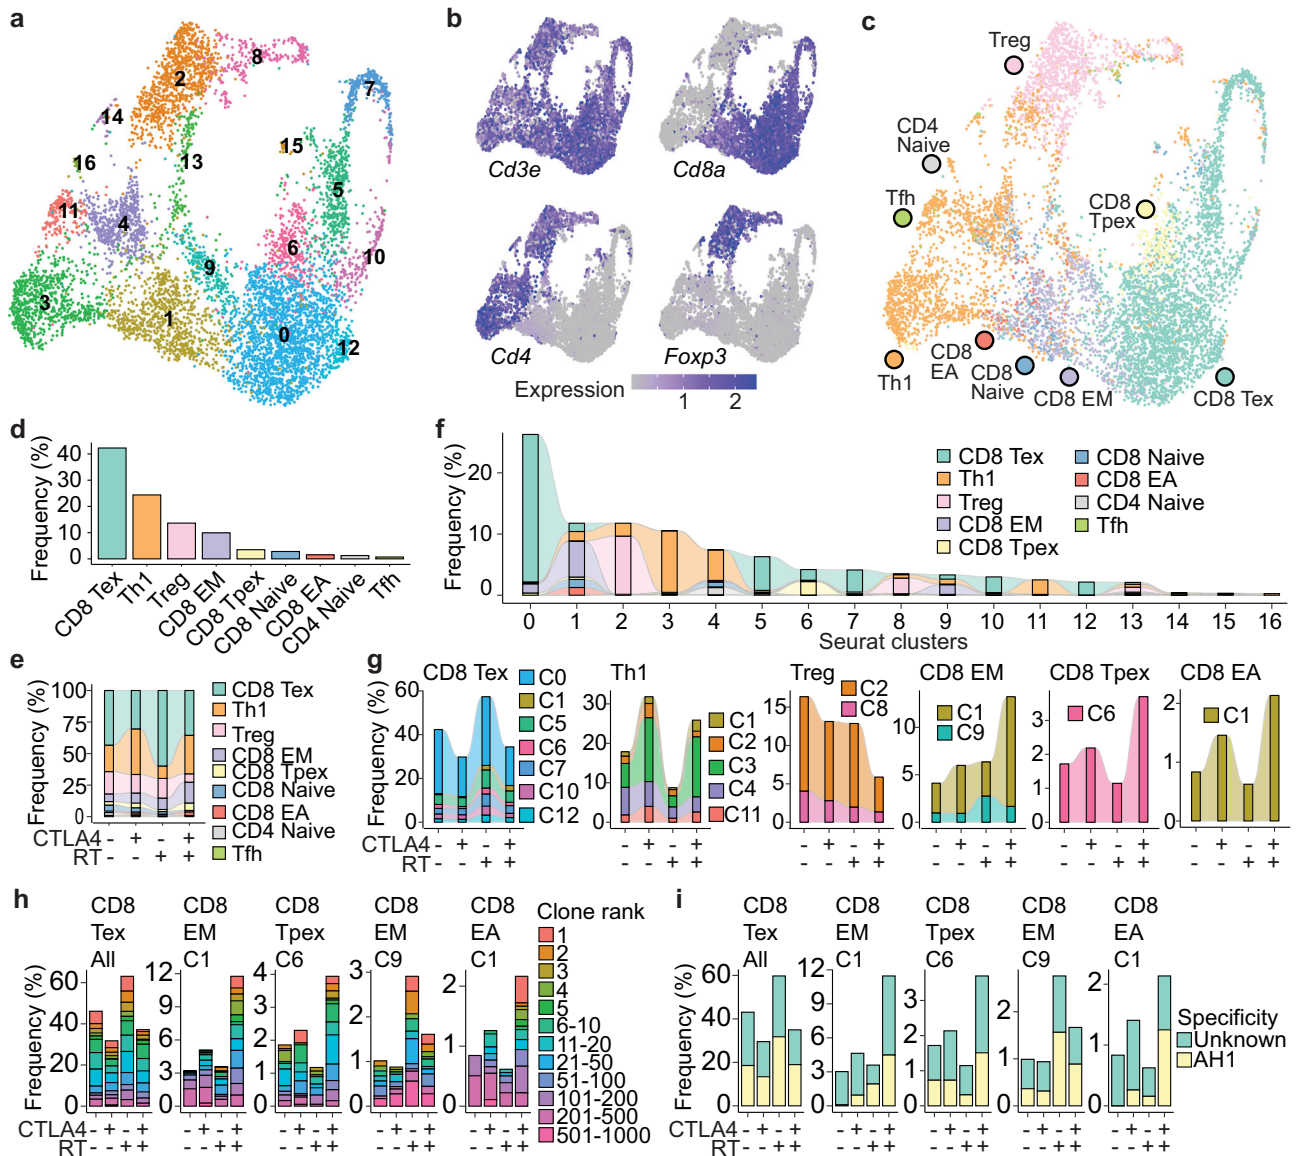 a
2
8
7
14
15
13
16
5
11
4
6
9
10
3
1
0
12
b
Cd3e
Cd8a
Cd4
Foxp3
Expression
1 2
c
Treg
CD4
Naive
CD8
Tpex
Tfh
Th1
CD8
EA
CD8
Naive
CD8 EM
CD8 Tex
d
Frequency (%)
40
30
20
10
0
CD8 Tex
Th1
Treg
CD8 EM
CD8 Tpex
CD8 Naive
CD8 EA
CD4 Naive
Tfh
f
Frequency (%)
20
10
0
0 1 2 3 4 5 6 7 8 9 10 11 12 13 14 15 16
Seurat clusters
CD8 Tex
Th1
Treg
CD8 EM
CD8 Tpex
CD8 Naive
CD8 EA
CD4 Naive
Tfh
e
Frequency (%)
100
75
50
25
0
CTLA4 - + - +
RT - - + +
CD8 Tex
Th1
Treg
CD8 EM
CD8 Tpex
CD8 Naive
CD8 EA
CD4 Naive
Tfh
g
CD8 Tex
Frequency (%)
60
40
20
0
C0
C1
C5
C6
C7
C10
C12
CTLA4 - + - +
RT - - + +
Th1
30
20
10
0
C1
C2
C3
C4
C11
- + - +
- - + +
Treg
15
10
5
0
C2
C8
- + - +
- - + +
CD8 EM
10
5
0
C1
C9
- + - +
- - + +
CD8 Tpex
3
2
1
0
C6
- + - +
- - + +
CD8 EA
2
1
0
C1
- + - +
- - + +
h
CD8
Tex
All
Frequency (%)
60
40
20
0
CTLA4 - + - +
RT - - + +
CD8
EM
C1
12
9
6
3
0
- + - +
- - + +
CD8
Tpex
C6
4
3
2
1
0
- + - +
- - + +
CD8
EM
C9
3
2
1
0
- + - +
- - + +
CD8
EA
C1
2
1
0
- + - +
- - + +
Clone rank
1
2
3
4
5
6-10
11-20
21-50
51-100
101-200
201-500
501-1000
i
CD8
Tex
All
Frequency (%)
60
40
20
0
CTLA4 - + - +
RT - - + +
CD8
EM
C1
12
9
6
3
0
- + - +
- - + +
CD8
Tpex
C6
3
2
1
0
- + - +
- - + +
CD8
EM
C9
2
1
0
- + - +
- - + +
CD8
EA
C1
2
1
0
- + - +
- - + +
Specificity
Unknown
AH1